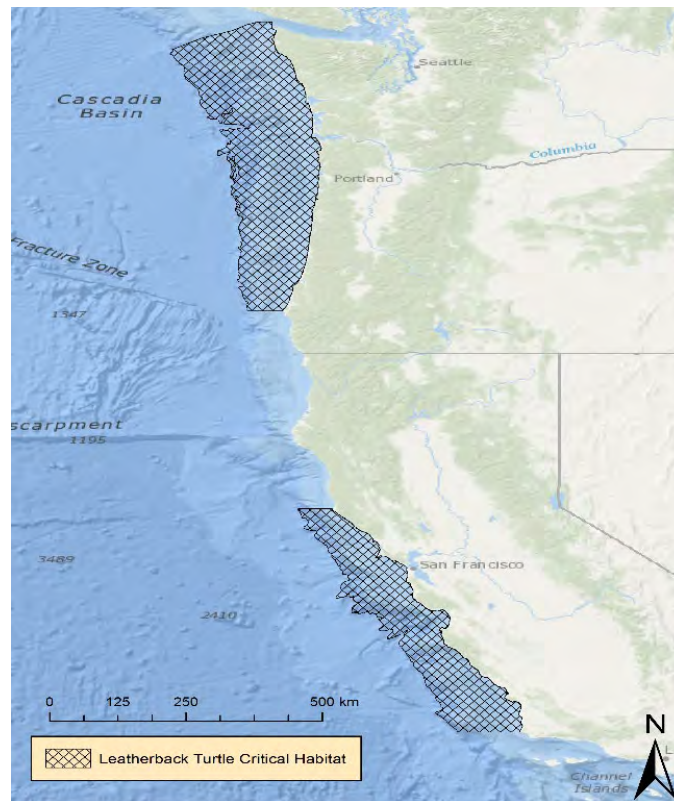 Seattle
Cascadia
Basin
Columbia
Portland
Fracture Zone
1347
scarpment
1195
3489
San Francisco
2410
0 125 250 500 km
N
Leatherback Turtle Critical Habitat
L
Channel
Islands